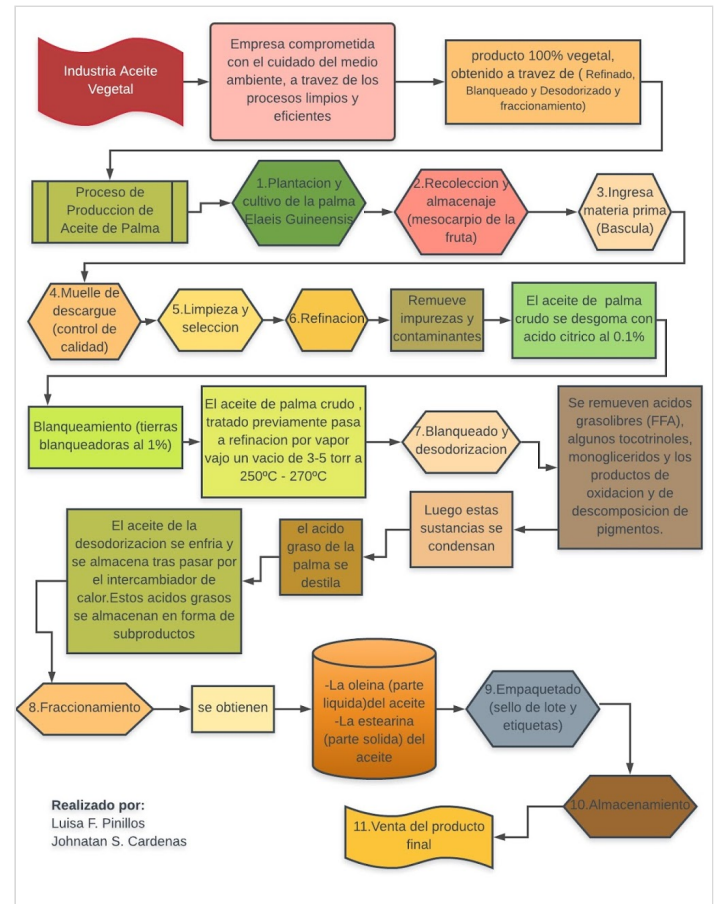 Industria Aceite
Vegetal
Empresa comprometida
con el cuidado del medio
ambiente, a travez de los
procesos limpios y
eficientes
producto 100% vegetal,
obtenido a travez de ( Refinado,
Blanqueado y Desodorizado y
fraccionamiento)
Proceso de
Produccion de
Aceite de Palma
1.Plantacion y
cultivo de la palma
Elaeis Guineensis
2.Recoleccion y
almacenaje
(mesocarpio de la
fruta)
3.Ingresa
materia prima
(Bascula)
4.Muelle de
descargue
(control de
calidad)
5.Limpieza y
seleccion
6.Refinacion
Remueve
impurezas y
contaminantes
El aceite de palma
crudo se desgoma con
acido citrico al 0.1%
Blanqueamiento (tierras
blanqueadoras al 1%)
El aceite de palma crudo ,
tratado previamente pasa
a refinacion por vapor
vajo un vacio de 3-5 torr a
250ºC - 270ºC
7.Blanqueado y
desodorizacion
Se remueven acidos
grasolibres (FFA),
algunos tocotrinoles,
monogliceridos y los
productos de
oxidacion y de
descomposicion de
pigmentos.
Luego estas
sustancias se
condensan
el acido
graso de la
palma se
destila
El aceite de la
desodorizacion se enfria y
se almacena tras pasar por
el intercambiador de
calor.Estos acidos grasos
se almacenan en forma de
subproductos
8.Fraccionamiento
se obtienen
-La oleina (parte
liquida)del aceite
-La estearina
(parte solida) del
aceite
9.Empaquetado
(sello de lote y
etiquetas)
10.Almacenamiento
11.Venta del producto
final
Realizado por:
Luisa F. Pinillos
Johnatan S. Cardenas